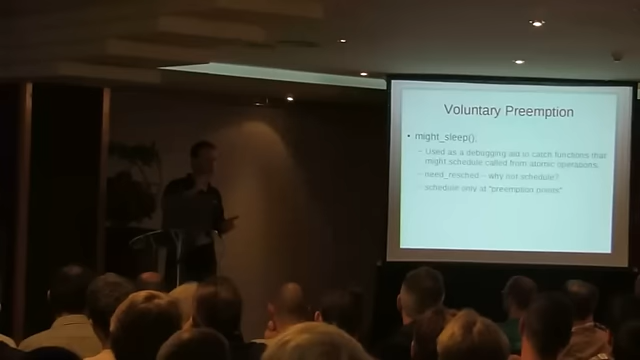 Voluntary Preemption
• might_sleep();
– Used as a debugging aid to catch functions that
might schedule called from atomic operations.
– need_resched – why not schedule?
– schedule only at "preemption points"